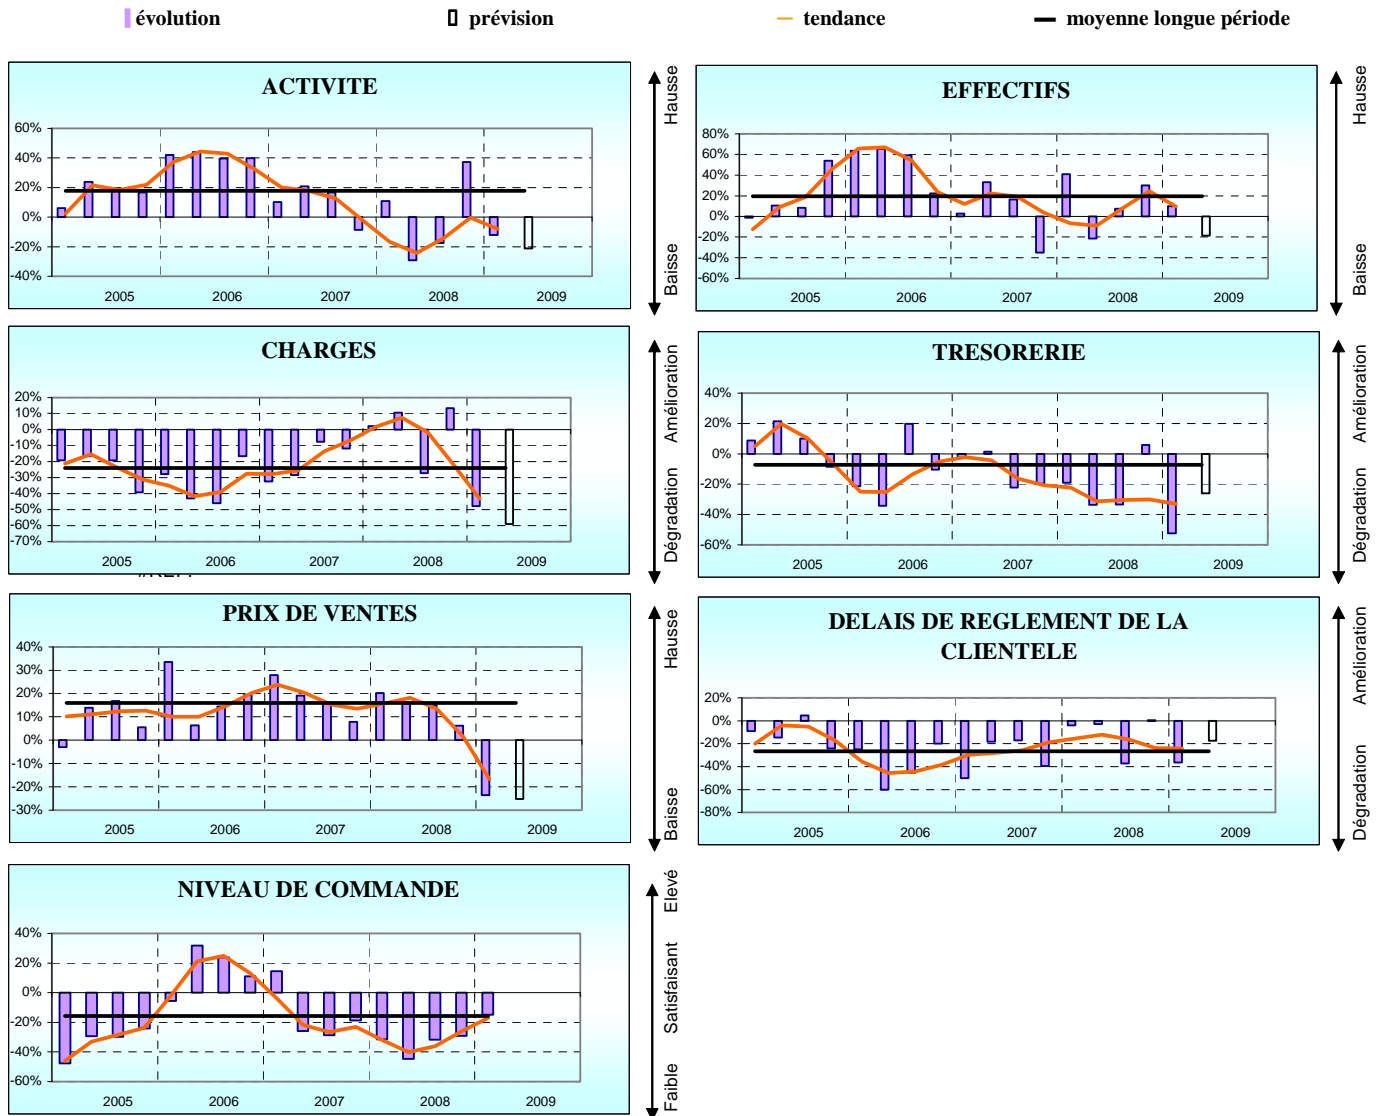 évolution prévision tendance moyenne longue période
ACTIVITE
60%
40%
20%
0%
-20%
-40%
2005 2006 2007 2008 2009
Hausse
Baisse
EFFECTIFS
80%
60%
40%
20%
0%
-20%
-40%
-60%
2005 2006 2007 2008 2009
Hausse
Baisse
CHARGES
20%
10%
0%
-10%
-20%
-30%
-40%
-50%
-60%
-70%
2005 2006 2007 2008 2009
Amélioration
Dégradation
TRESORERIE
40%
20%
0%
-20%
-40%
-60%
2005 2006 2007 2008 2009
Amélioration
Dégradation
PRIX DE VENTES
40%
30%
20%
10%
0%
-10%
-20%
-30%
2005 2006 2007 2008 2009
Hausse
Baisse
DELAIS DE REGLEMENT DE LA
CLIENTELE
20%
0%
-20%
-40%
-60%
-80%
2005 2006 2007 2008 2009
Amélioration
Dégradation
NIVEAU DE COMMANDE
40%
20%
0%
-20%
-40%
-60%
2005 2006 2007 2008 2009
Elevé
Satisfaisant
Faible